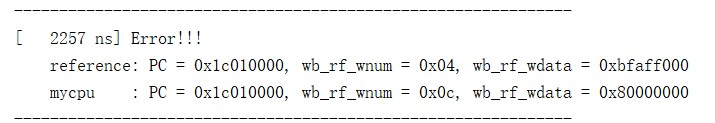 --------------------------------------------------------------
[   2257 ns] Error!!!
    reference: PC = 0x1c010000, wb_rf_wnum = 0x04, wb_rf_wdata = 0xbfaff000
    mycpu    : PC = 0x1c010000, wb_rf_wnum = 0x0c, wb_rf_wdata = 0x80000000
--------------------------------------------------------------